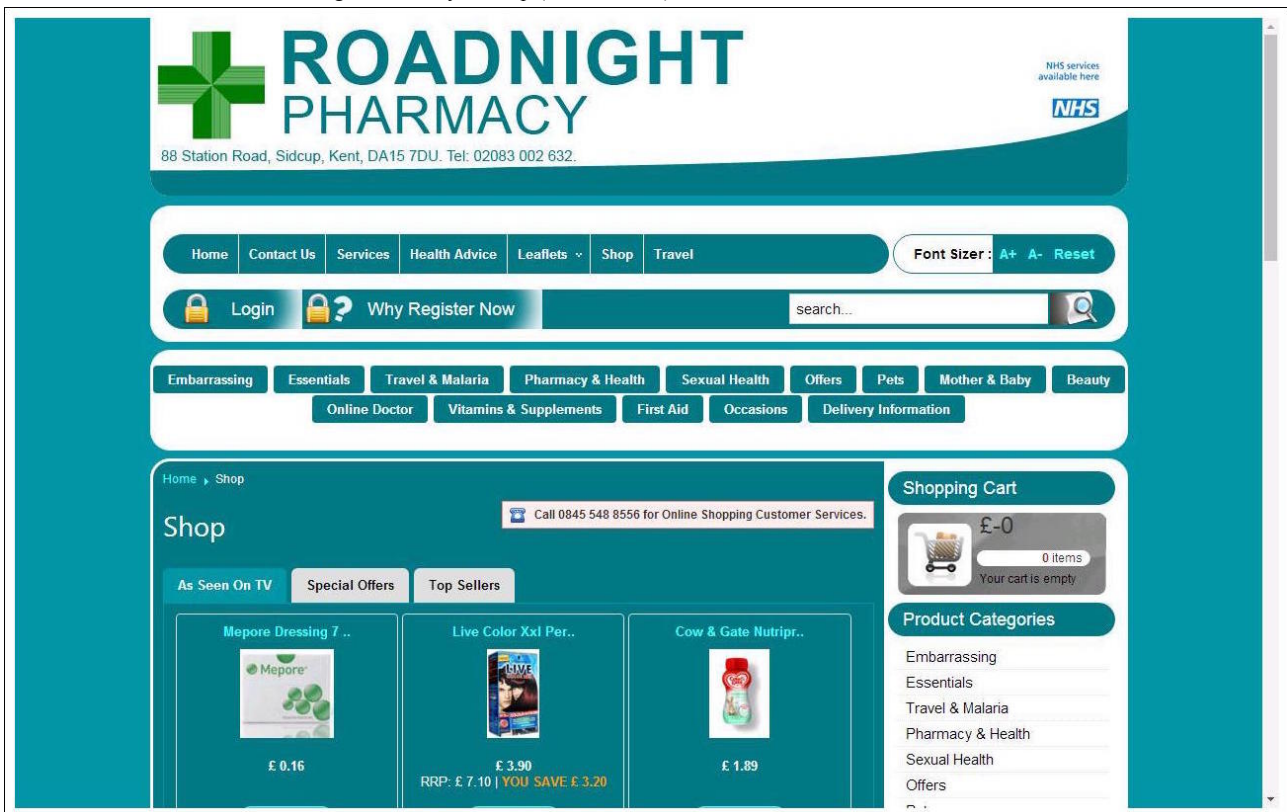 ROADNIGHT
PHARMACY
88 Station Road, Sidcup, Kent, DA15 7DU. Tel: 02083 002 632.
NHS services
available here
NHS
Home Contact Us Services Health Advice Leaflets Shop Travel
Font Sizer : A+ A- Reset
Login ? Why Register Now
search...
Embarrassing Essentials Travel & Malaria Pharmacy & Health Sexual Health Offers Pets Mother & Baby Beauty
Online Doctor Vitamins & Supplements First Aid Occasions Delivery Information
Home Shop
Shop
Call 0845 548 8556 for Online Shopping Customer Services.
As Seen On TV Special Offers Top Sellers
Mepore Dressing 7 ..
Mepore
£ 0.16
Live Color Xxl Per..
LIVE
£ 3.90
RRP: £ 7.10 | YOU SAVE £ 3.20
Cow & Gate Nutripr..
£ 1.89
Shopping Cart
£-0
0 items
Your cart is empty
Product Categories
Embarrassing
Essentials
Travel & Malaria
Pharmacy & Health
Sexual Health
Offers